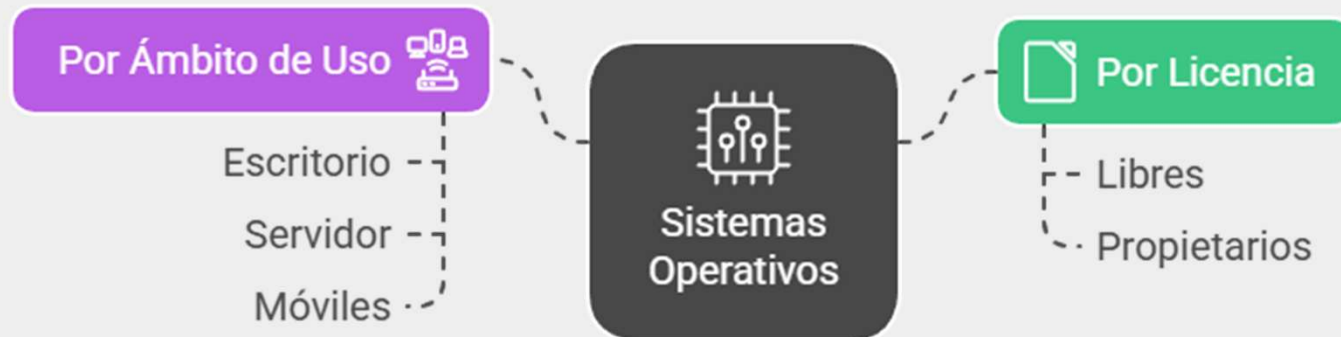 Por Ámbito de Uso
Escritorio
Servidor
Móviles
Sistemas
Operativos
Por Licencia
Libres
Propietarios